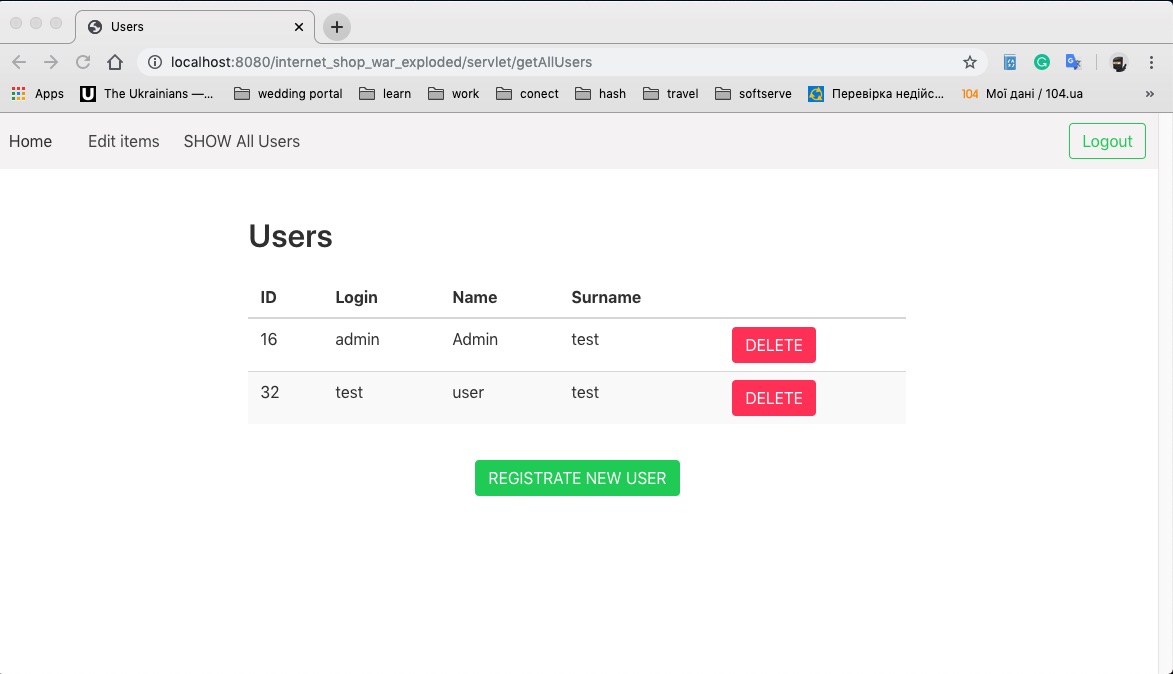 Users
localhost:8080/internet_shop_war_exploded/servlet/getAllUsers
Apps The Ukrainians —... wedding portal learn work conect hash travel softserve Перевірка недійс... 104 Мої дані / 104.ua »
Home Edit items SHOW All Users Logout
Users
ID Login Name Surname
16 admin Admin test DELETE
32 test user test DELETE
REGISTRATE NEW USER